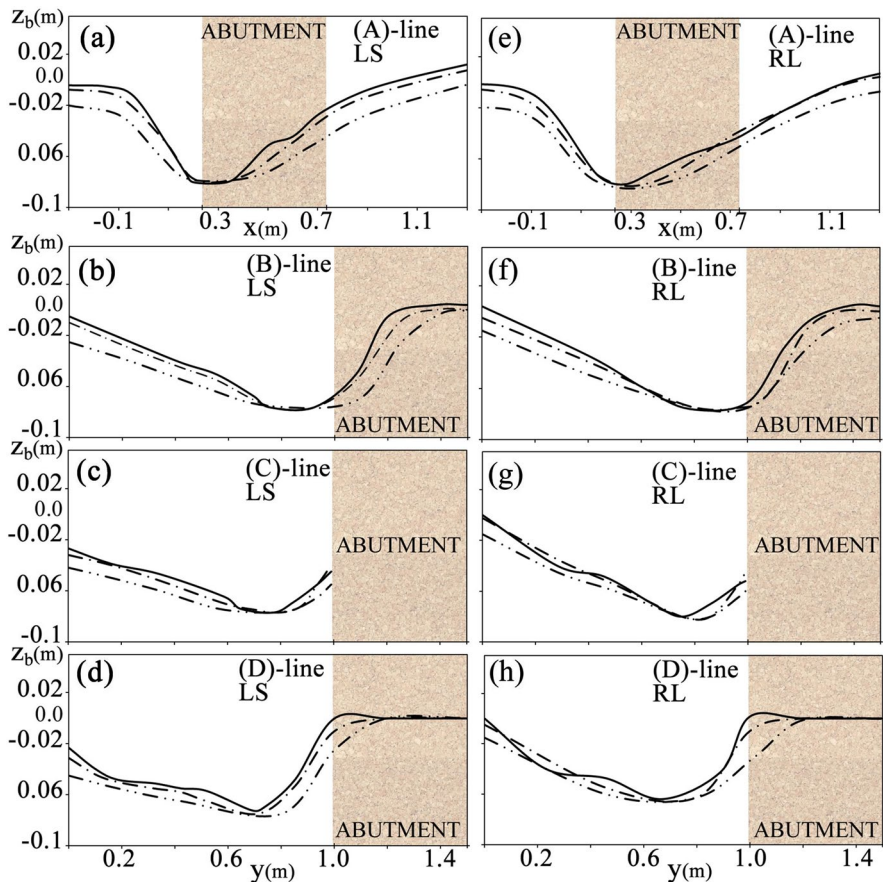 z_b(m)
(a)
ABUTMENT
(A)-line
LS
0.02
0.0
-0.02
0.06
-0.1
-0.1
0.3
0.7
1.1
x(m)
(e)
ABUTMENT
(A)-line
RL
-0.1
0.3
0.7
1.1
x(m)
z_b(m)
(b)
(B)-line
LS
0.02
0.0
-0.02
0.06
-0.1
ABUTMENT
(f)
(B)-line
RL
ABUTMENT
(c)
(C)-line
LS
0.02
0.0
-0.02
0.06
-0.1
ABUTMENT
(g)
(C)-line
RL
ABUTMENT
z_b(m)
(d)
(D)-line
LS
0.02
0.0
-0.02
0.06
-0.1
ABUTMENT
0.2
0.6
1.0
1.4
y(m)
(h)
(D)-line
RL
ABUTMENT
0.2
0.6
1.0
1.4
y(m)